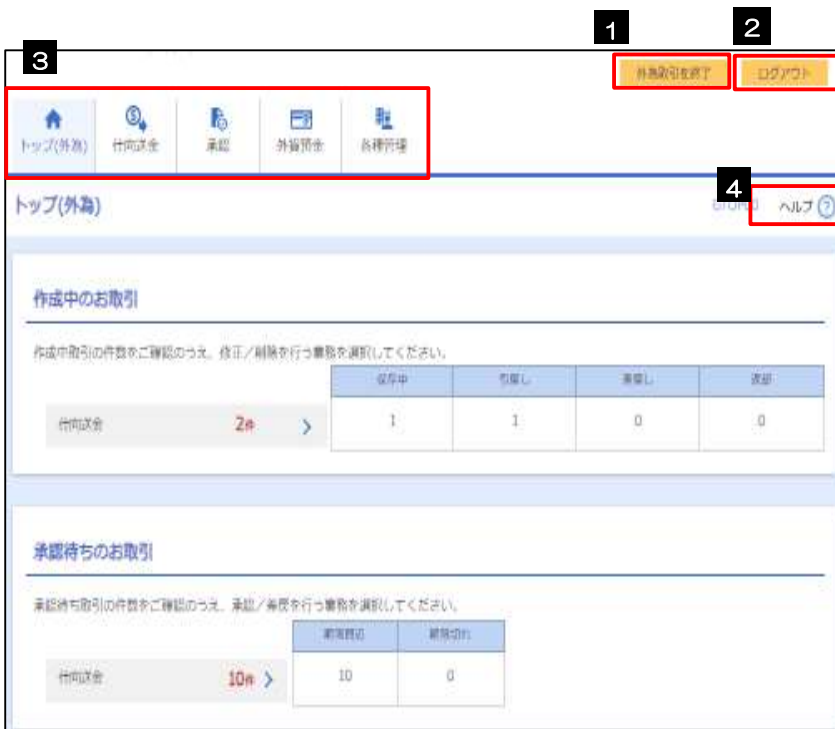 1
2
外為取引を終了
ログアウト
3
トップ(外為)
仕向送金
承認
外貨預金
各種管理
4
トップ(外為)
ヘルプ ?
作成中のお取引
作成中取引の件数をご確認のうえ、修正／削除を行う業務を選択してください。
保存中 引戻し 差戻し
仕向送金 2件 1 1 0 0
承認待ちのお取引
承認待ち取引の件数をご確認のうえ、承認／差戻を行う業務を選択してください。
期限間近 期限切れ
仕向送金 10件 10 0